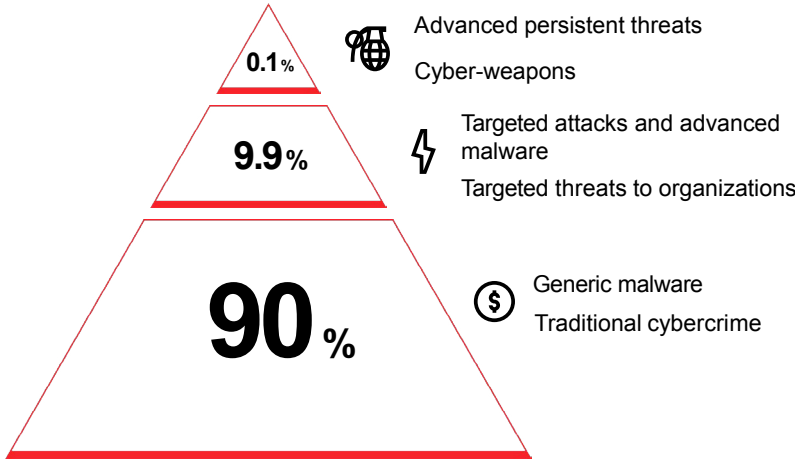 0.1%
Advanced persistent threats
Cyber-weapons
9.9%
Targeted attacks and advanced
malware
Targeted threats to organizations
90%
$
Generic malware
Traditional cybercrime